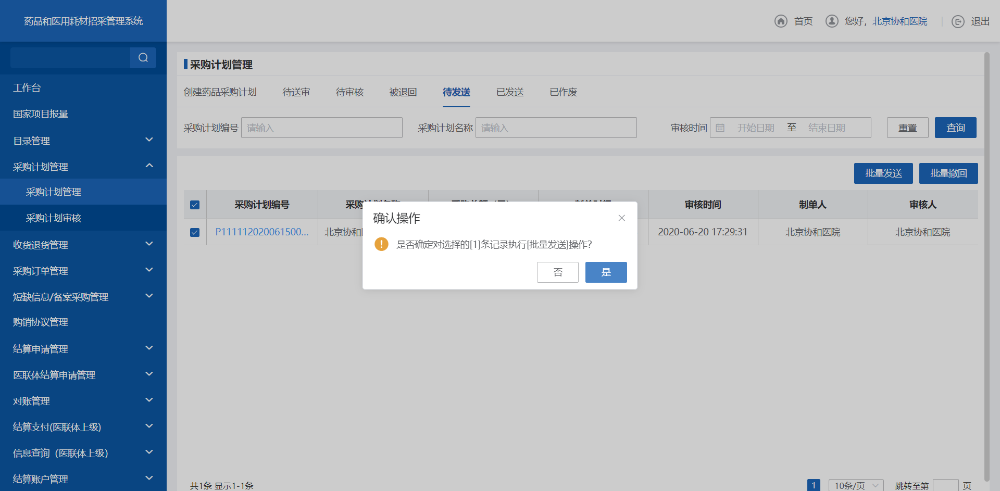 药品和医用耗材招采管理系统
首页 您好，北京协和医院 退出
工作台
国家项目报量
目录管理
采购计划管理
采购计划管理
采购计划审核
收货退货管理
采购订单管理
短缺信息/备案采购管理
购销协议管理
结算申请管理
医联体结算申请管理
对账管理
结算支付(医联体上级)
信息查询（医联体上级）
结算账户管理
采购计划管理
创建药品采购计划 待送审 待审核 被退回 待发送 已发送 已作废
采购计划编号 请输入 采购计划名称 请输入 审核时间 开始日期 至 结束日期 重置 查询
批量发送 批量撤回
采购计划编号 审核时间 制单人 审核人
P111112020061500... 北京协和 2020-06-20 17:29:31 北京协和医院 北京协和医院
确认操作
是否确定对选择的[1]条记录执行[批量发送]操作?
否 是
共1条 显示1-1条 1 10条/页 跳转至第 页